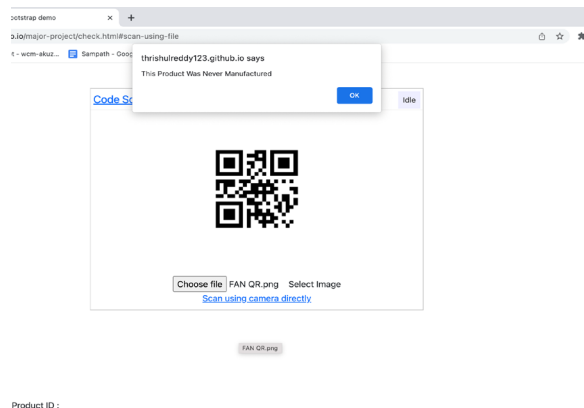 ootstrap demo
o.io/major-project/check.html#scan-using-file
t - wcm-akuz...
Sampath - Goog
thrishulreddy123.github.io says
This Product Was Never Manufactured
OK
Code Sc
Idle
Choose file FAN QR.png Select Image
Scan using camera directly
FAN QR.png
Product ID :